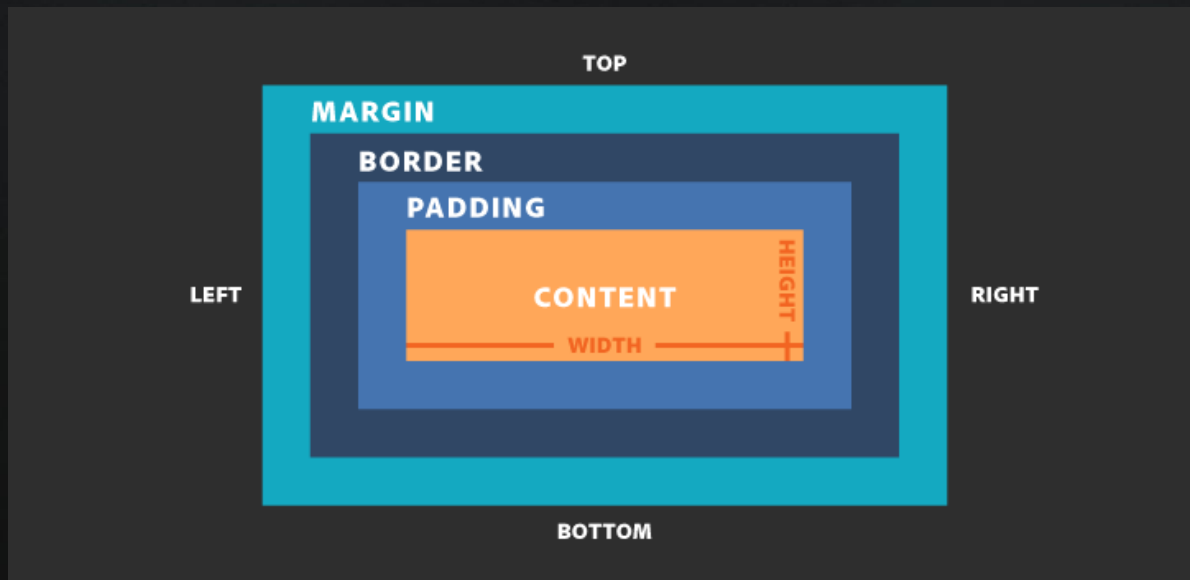 TOP
MARGIN
BORDER
PADDING
HEIGHT
LEFT
CONTENT
RIGHT
WIDTH
BOTTOM